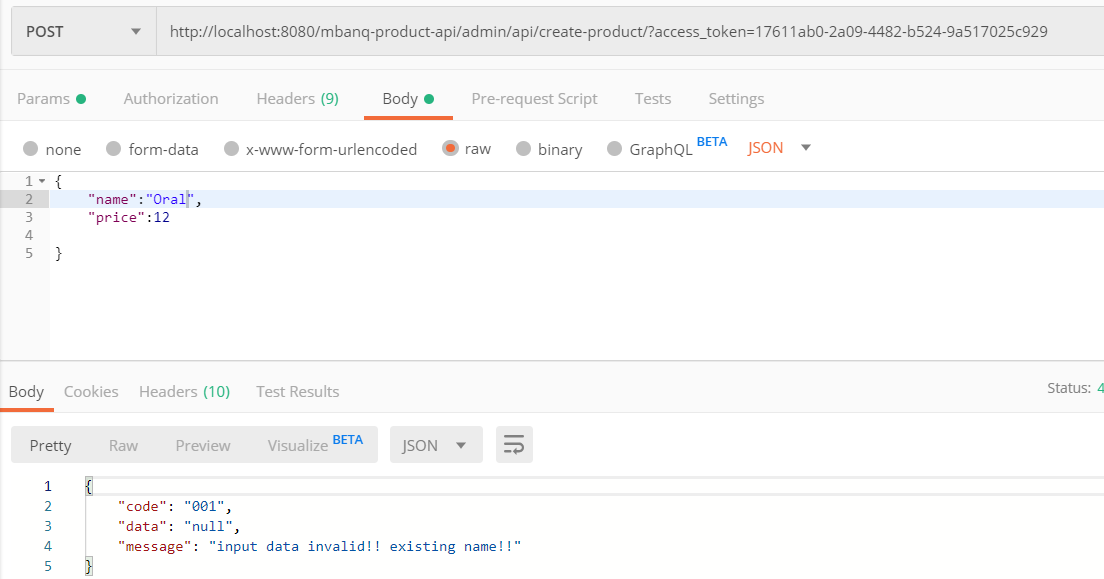 POST http://localhost:8080/mbanq-product-api/admin/api/create-product/?access_token=17611ab0-2a09-4482-b524-9a517025c929
Params Authorization Headers (9) Body Pre-request Script Tests Settings
none form-data x-www-form-urlencoded raw binary GraphQL BETA JSON
1 {
2 "name":"Oral",
3 "price":12
4
5 }
Body Cookies Headers (10) Test Results Status: 4
Pretty Raw Preview Visualize BETA JSON
1 {
2 "code": "001",
3 "data": "null",
4 "message": "input data invalid!! existing name!!"
5 }